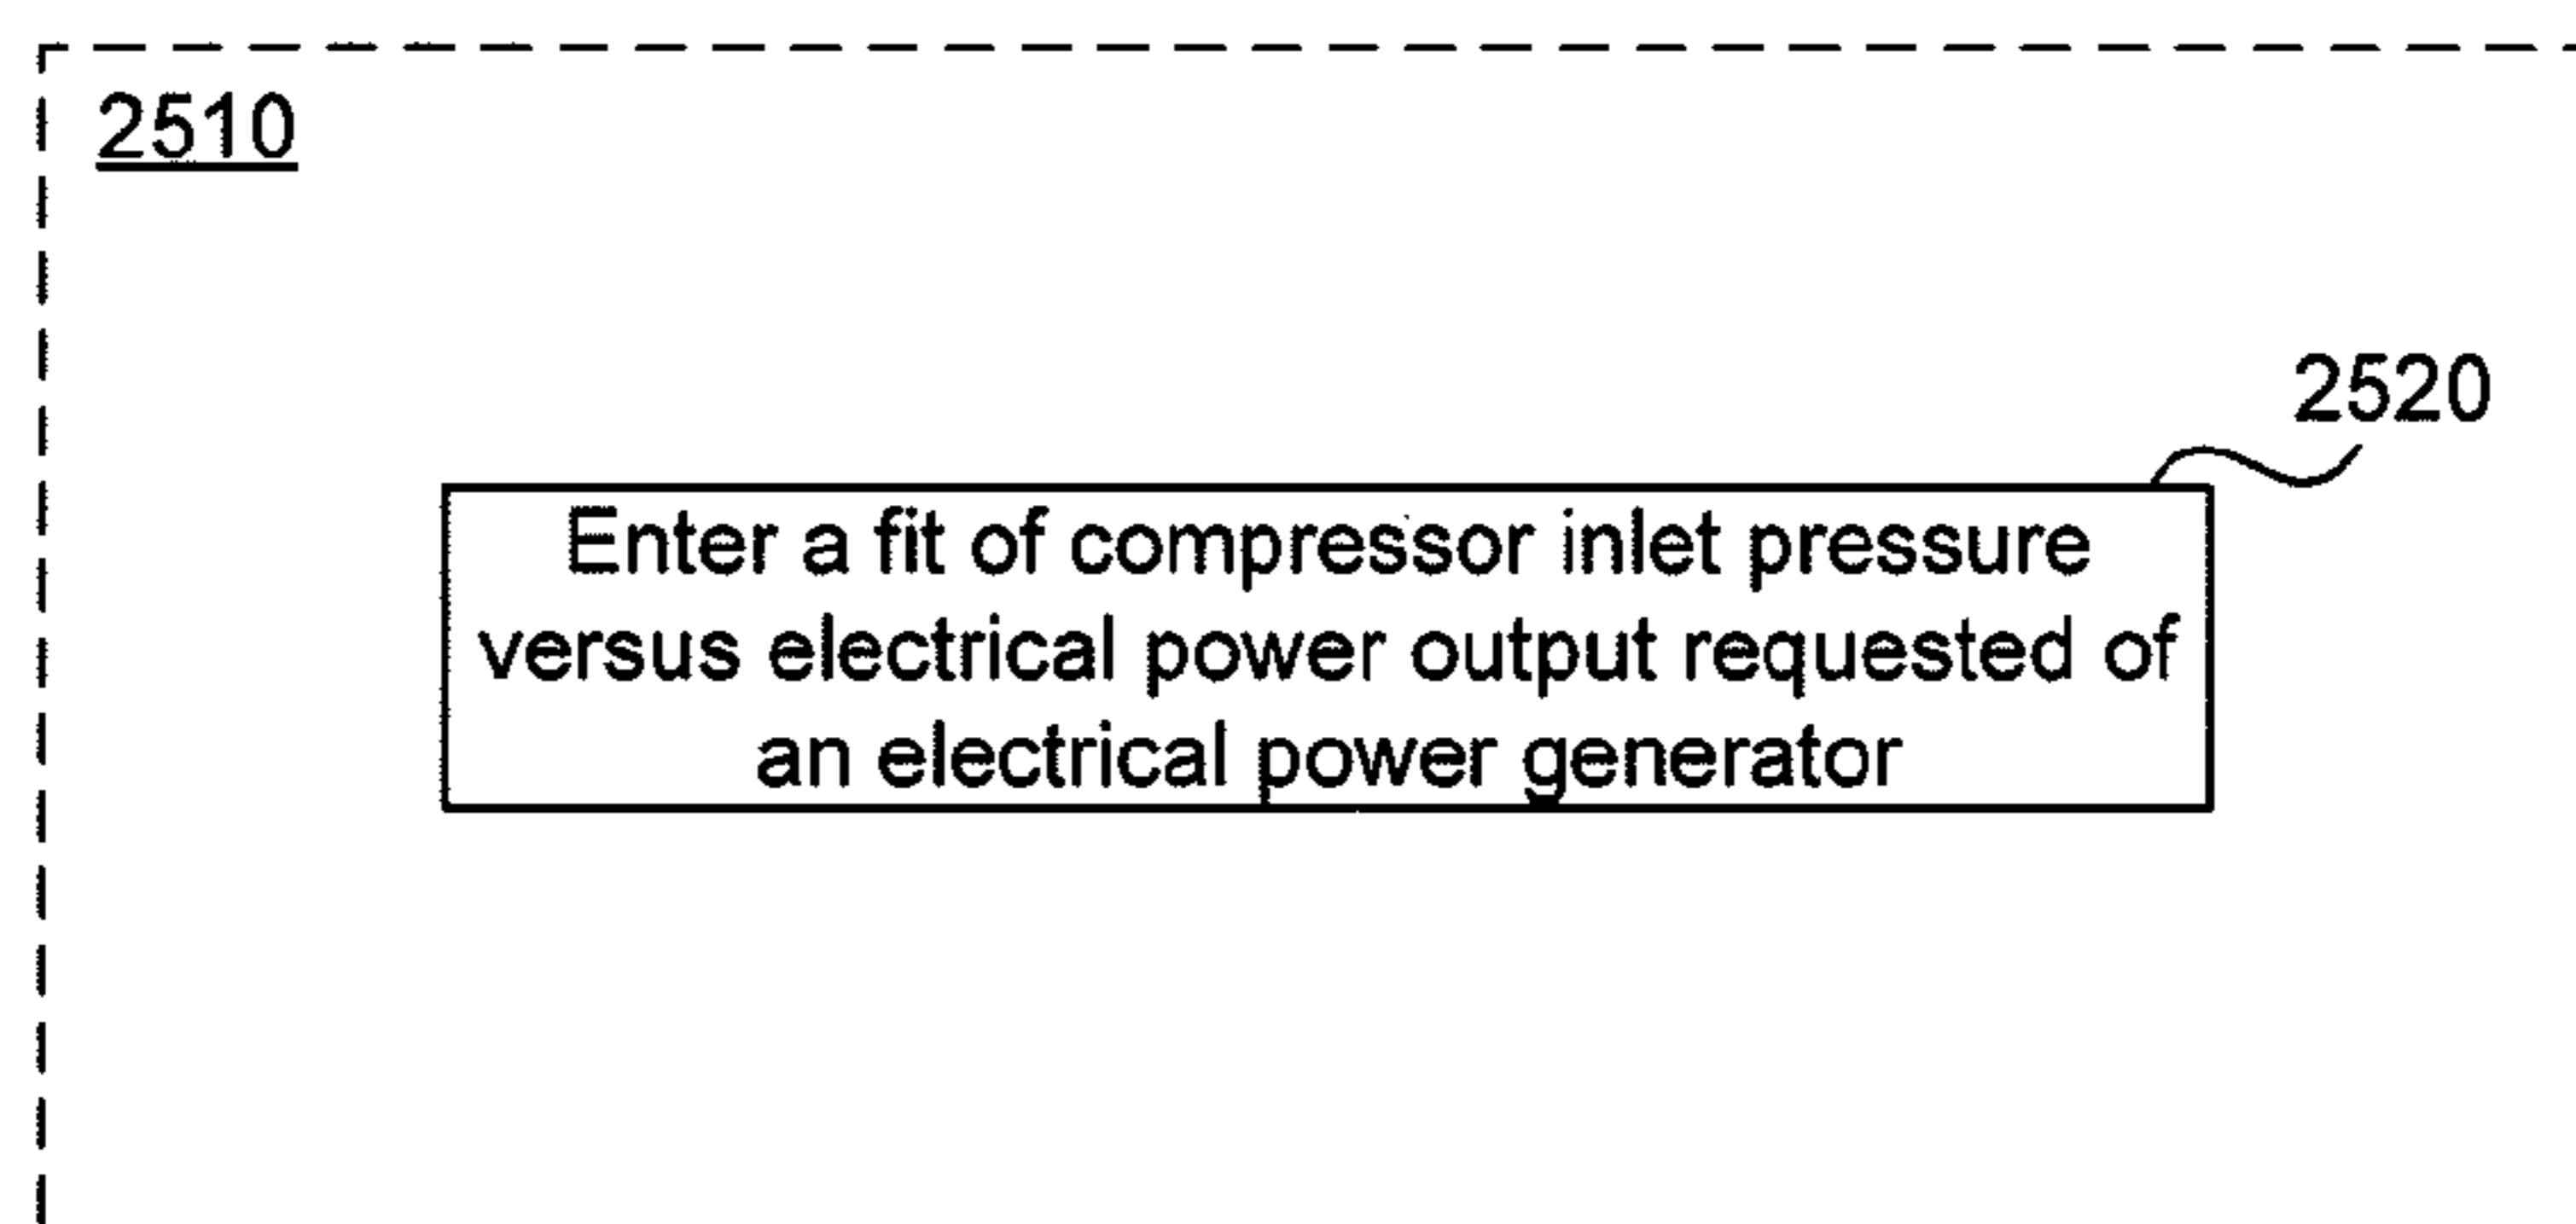 2510
2520
Enter a fit of compressor inlet pressure
versus electrical power output requested of
an electrical power generator